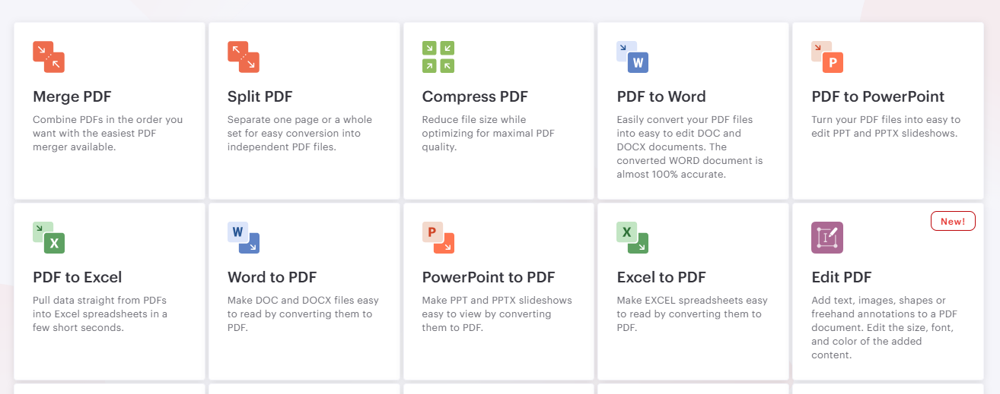 Merge PDF
Combine PDFs in the order you
want with the easiest PDF
merger available.
Split PDF
Separate one page or a whole
set for easy conversion into
independent PDF files.
Compress PDF
Reduce file size while
optimizing for maximal PDF
quality.
W
PDF to Word
Easily convert your PDF files
into easy to edit DOC and
DOCX documents. The
converted WORD document is
almost 100% accurate.
P
PDF to PowerPoint
Turn your PDF files into easy to
edit PPT and PPTX slideshows.
X
PDF to Excel
Pull data straight from PDFs
into Excel spreadsheets in a
few short seconds.
W
Word to PDF
Make DOC and DOCX files easy
to read by converting them to
PDF.
P
PowerPoint to PDF
Make PPT and PPTX slideshows
easy to view by converting
them to PDF.
X
Excel to PDF
Make EXCEL spreadsheets easy
to read by converting them to
PDF.
New!
Edit PDF
Add text, images, shapes or
freehand annotations to a PDF
document. Edit the size, font,
and color of the added
content.